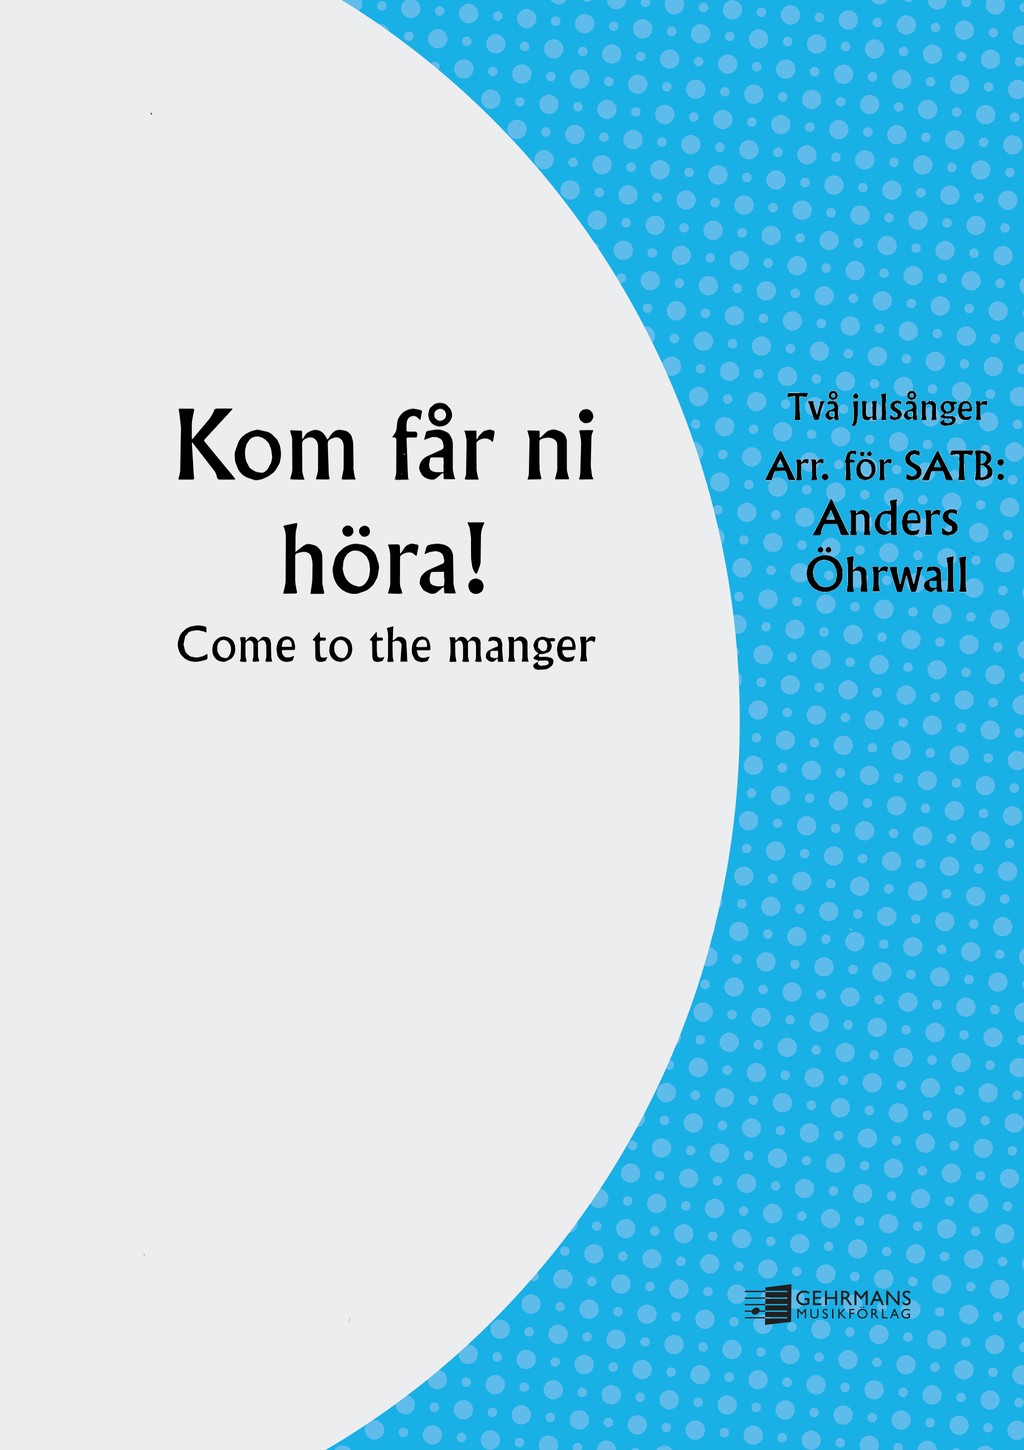 Kom får ni
höra!
Come to the manger
Två julsånger
Arr. för SATB:
Anders
Öhrwall
GEHRMANS
MUSIKFÖRLAG